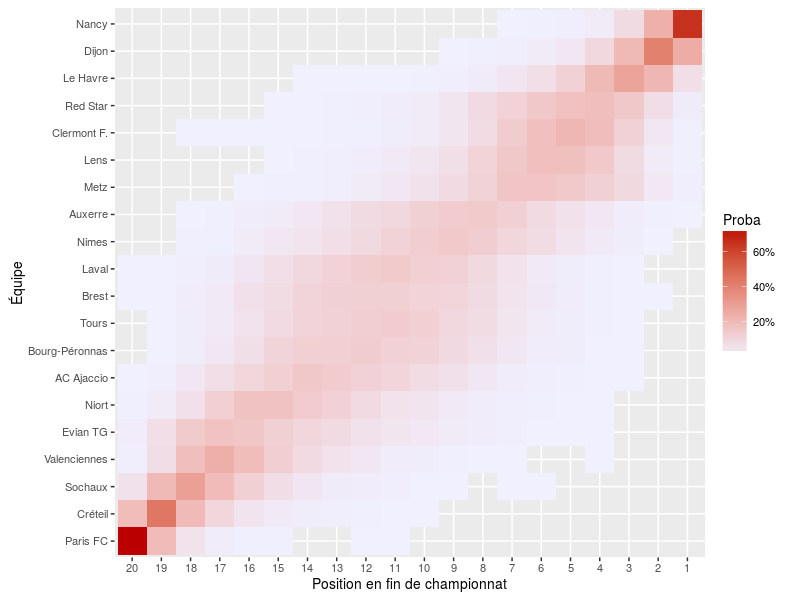 Nancy
Dijon
Le Havre
Red Star
Clermont F.
Lens
Metz
Auxerre
Nimes
Laval
Brest
Tours
Bourg-Péronnas
AC Ajaccio
Niort
Evian TG
Valenciennes
Sochaux
Créteil
Paris FC
Équipe
20 19 18 17 16 15 14 13 12 11 10 9 8 7 6 5 4 3 2 1
Position en fin de championnat
Proba
60%
40%
20%